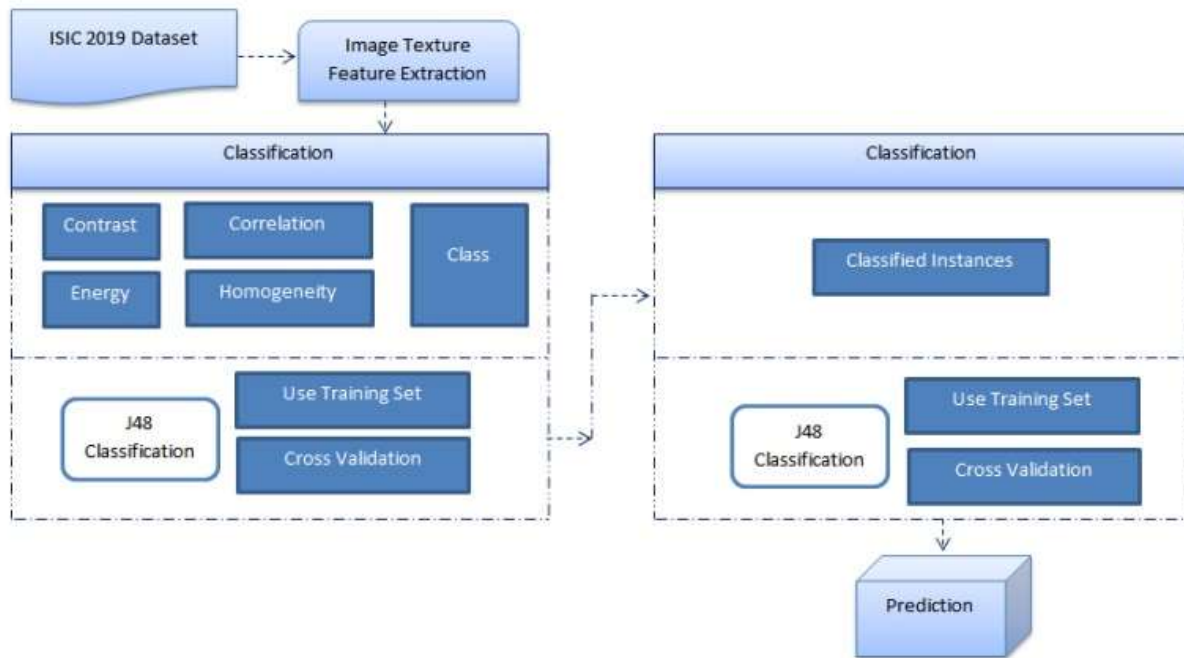 ISIC 2019 Dataset
Image Texture
Feature Extraction
Classification
Contrast
Correlation
Class
Energy
Homogeneity
J48
Classification
Use Training Set
Cross Validation
Classification
Classified Instances
J48
Classification
Use Training Set
Cross Validation
Prediction